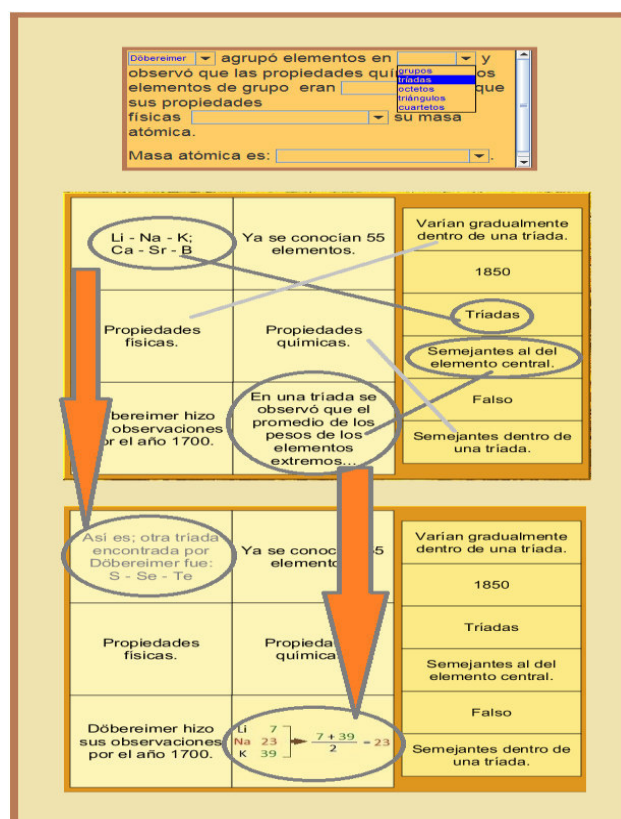 Döbereimer agrupó elementos en y
observó que las propiedades quí os
elementos de grupo eran que
sus propiedades
físicas su masa
atómica.
Masa atómica es: .
grupos
tríadas
octetos
triángulos
cuartetos
Li - Na - K;
Ca - Sr - B
Ya se conocían 55
elementos.
Varían gradualmente
dentro de una tríada.
1850
Tríadas
Propiedades
físicas.
Propiedades
químicas.
Semejantes al del
elemento central.
Falso
bereimer hizo
observaciones
or el año 1700.
En una tríada se
observó que el
promedio de los
pesos de los
elementos
extremos...
Semejantes dentro de
una tríada.
Asi es; otra tríada
encontrada por
Döbereimer fue:
S - Se - Te
Ya se conoc 5
element
Varían gradualmente
dentro de una tríada.
1850
Tríadas
Propiedades
físicas.
Propieda
química
Semejantes al del
elemento central.
Falso
Döbereimer hizo
sus observaciones
por el año 1700.
Li 7
Na 23
K 39
7 + 39
2
= 23
Semejantes dentro de
una tríada.